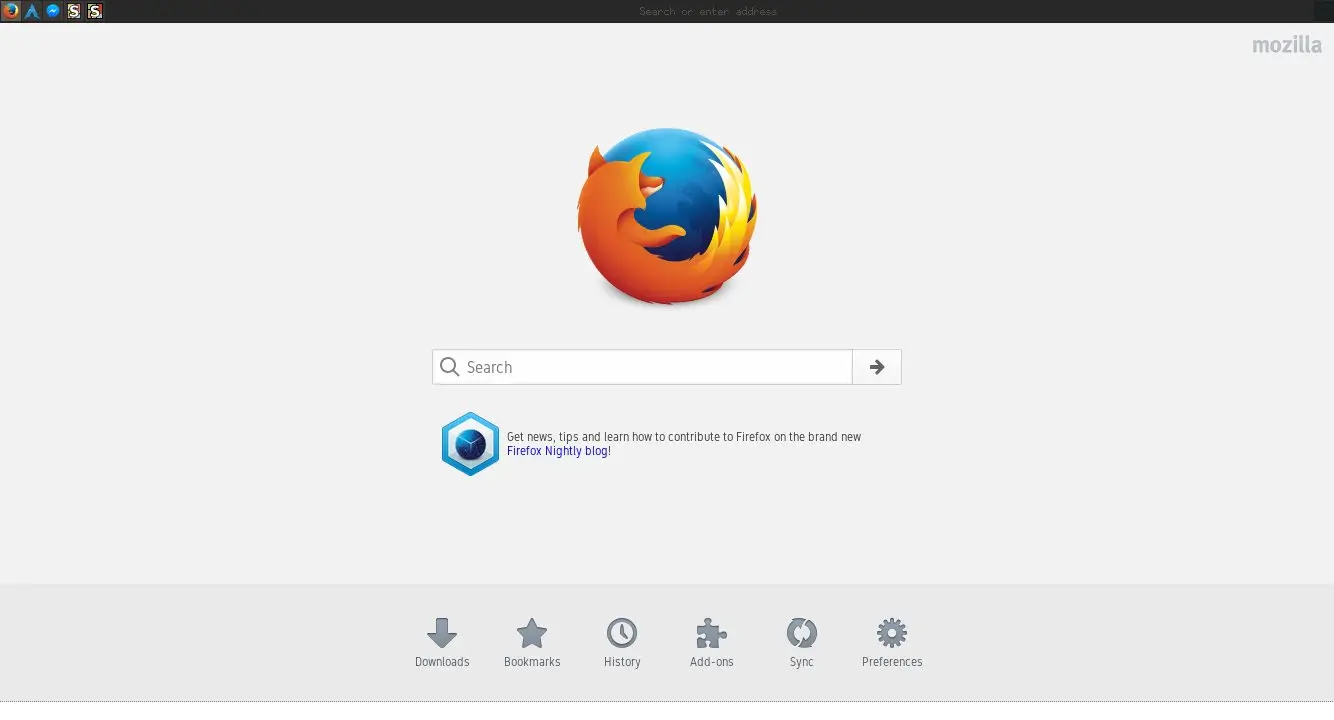 Search or enter address
mozilla
Search
Get news, tips and learn how to contribute to Firefox on the brand new
Firefox Nightly blog!
Downloads
Bookmarks
History
Add-ons
Sync
Preferences